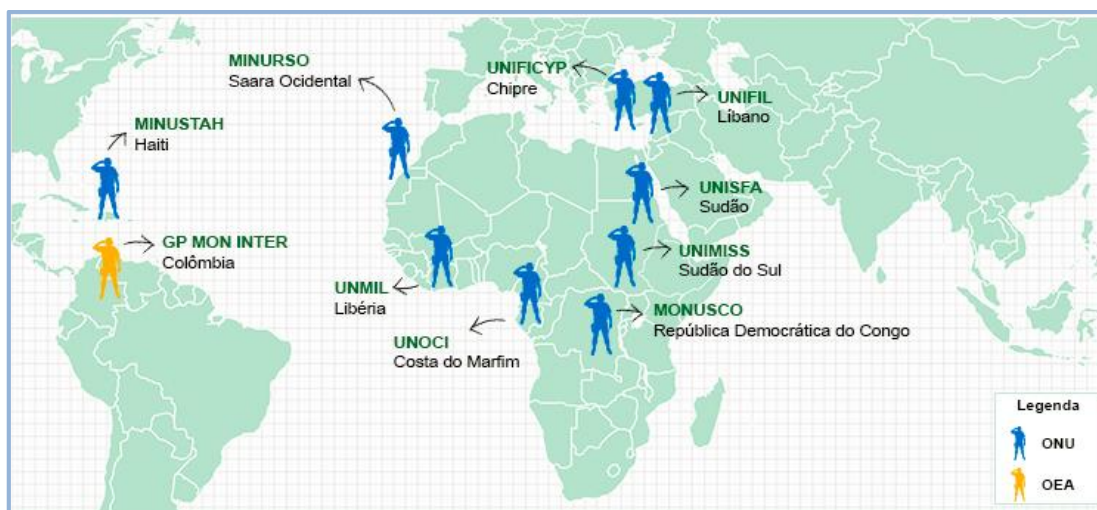 MINURSO
Saara Ocidental
UNIFICYP
Chipre
UNIFIL
Líbano
MINUSTAH
Haiti
UNISFA
Sudão
GP MON INTER
Colômbia
UNIMISS
Sudão do Sul
UNMIL
Libéria
MONUSCO
República Democrática do Congo
UNOCI
Costa do Marfim
Legenda
ONU
OEA